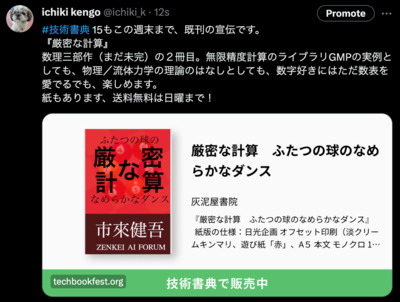 ichiki kengo @ichiki_k · 12s
Promote
#技術書典 15もこの週末まで、既刊の宣伝です。
『厳密な計算』
数理三部作（まだ未完）の２冊目。無限精度計算のライブラリGMPの実例と
しても、物理／流体力学の理論のはなしとしても、数字好きにはただ数表を
愛でるでも、楽しめます。
紙もあります、送料無料は日曜まで！
ふたつの球の
厳密な計算
なめらかなダンス
市來健吾
ZENKEI AI FORUM
厳密な計算　ふたつの球のなめ
らかなダンス
灰泥屋書院
『厳密な計算　ふたつの球のなめらかなダンス』
紙版の仕様：日光企画 オフセット印刷（淡クリ
ームキンマリ、遊び紙「赤」、A5 本文 モノクロ 1…
techbookfest.org
技術書典で販売中